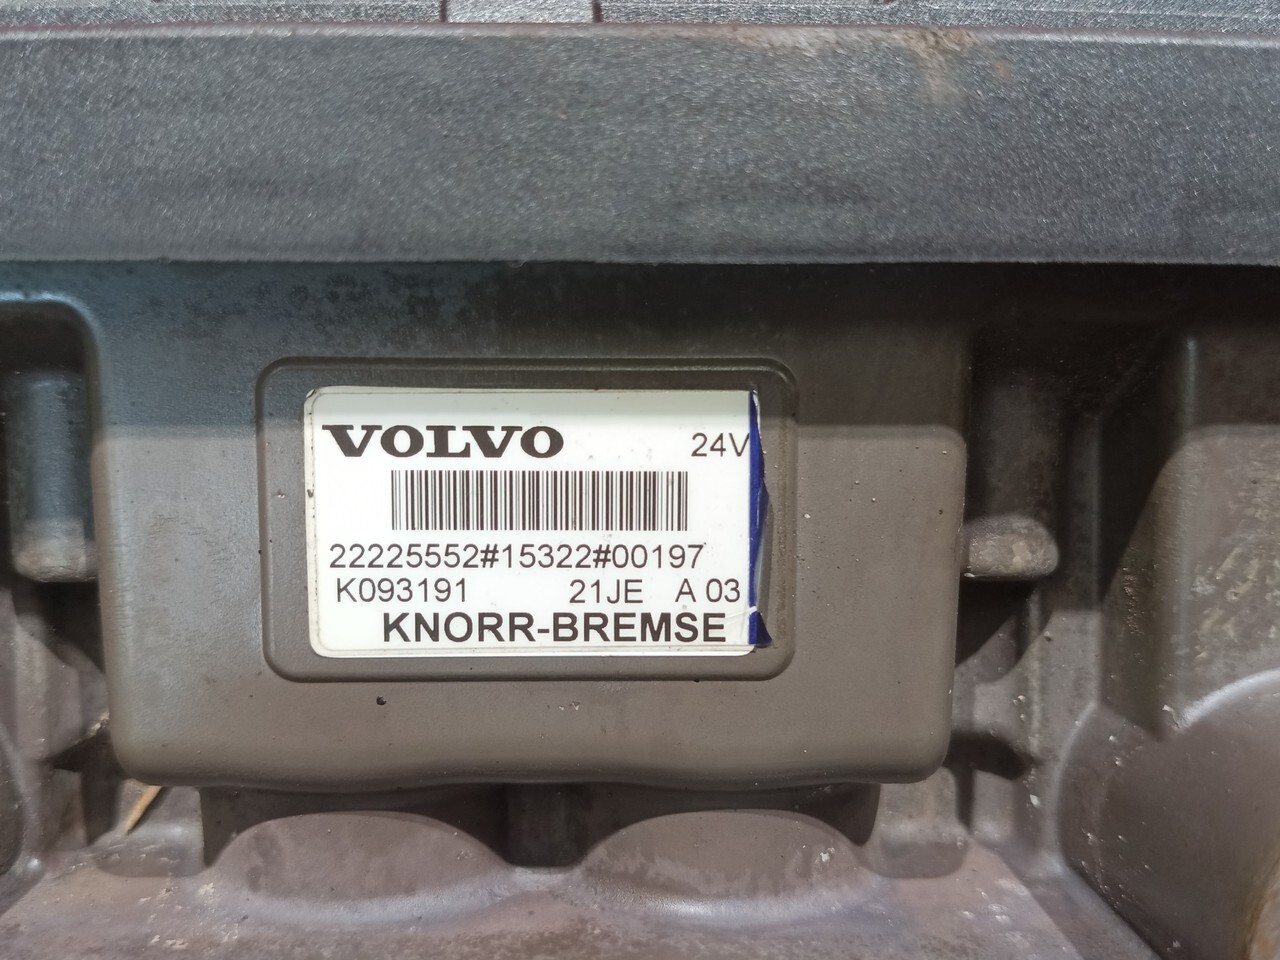 VOLVO 24V
22225552#15322#00197
K093191 21JE A 03
KNORR-BREMSE